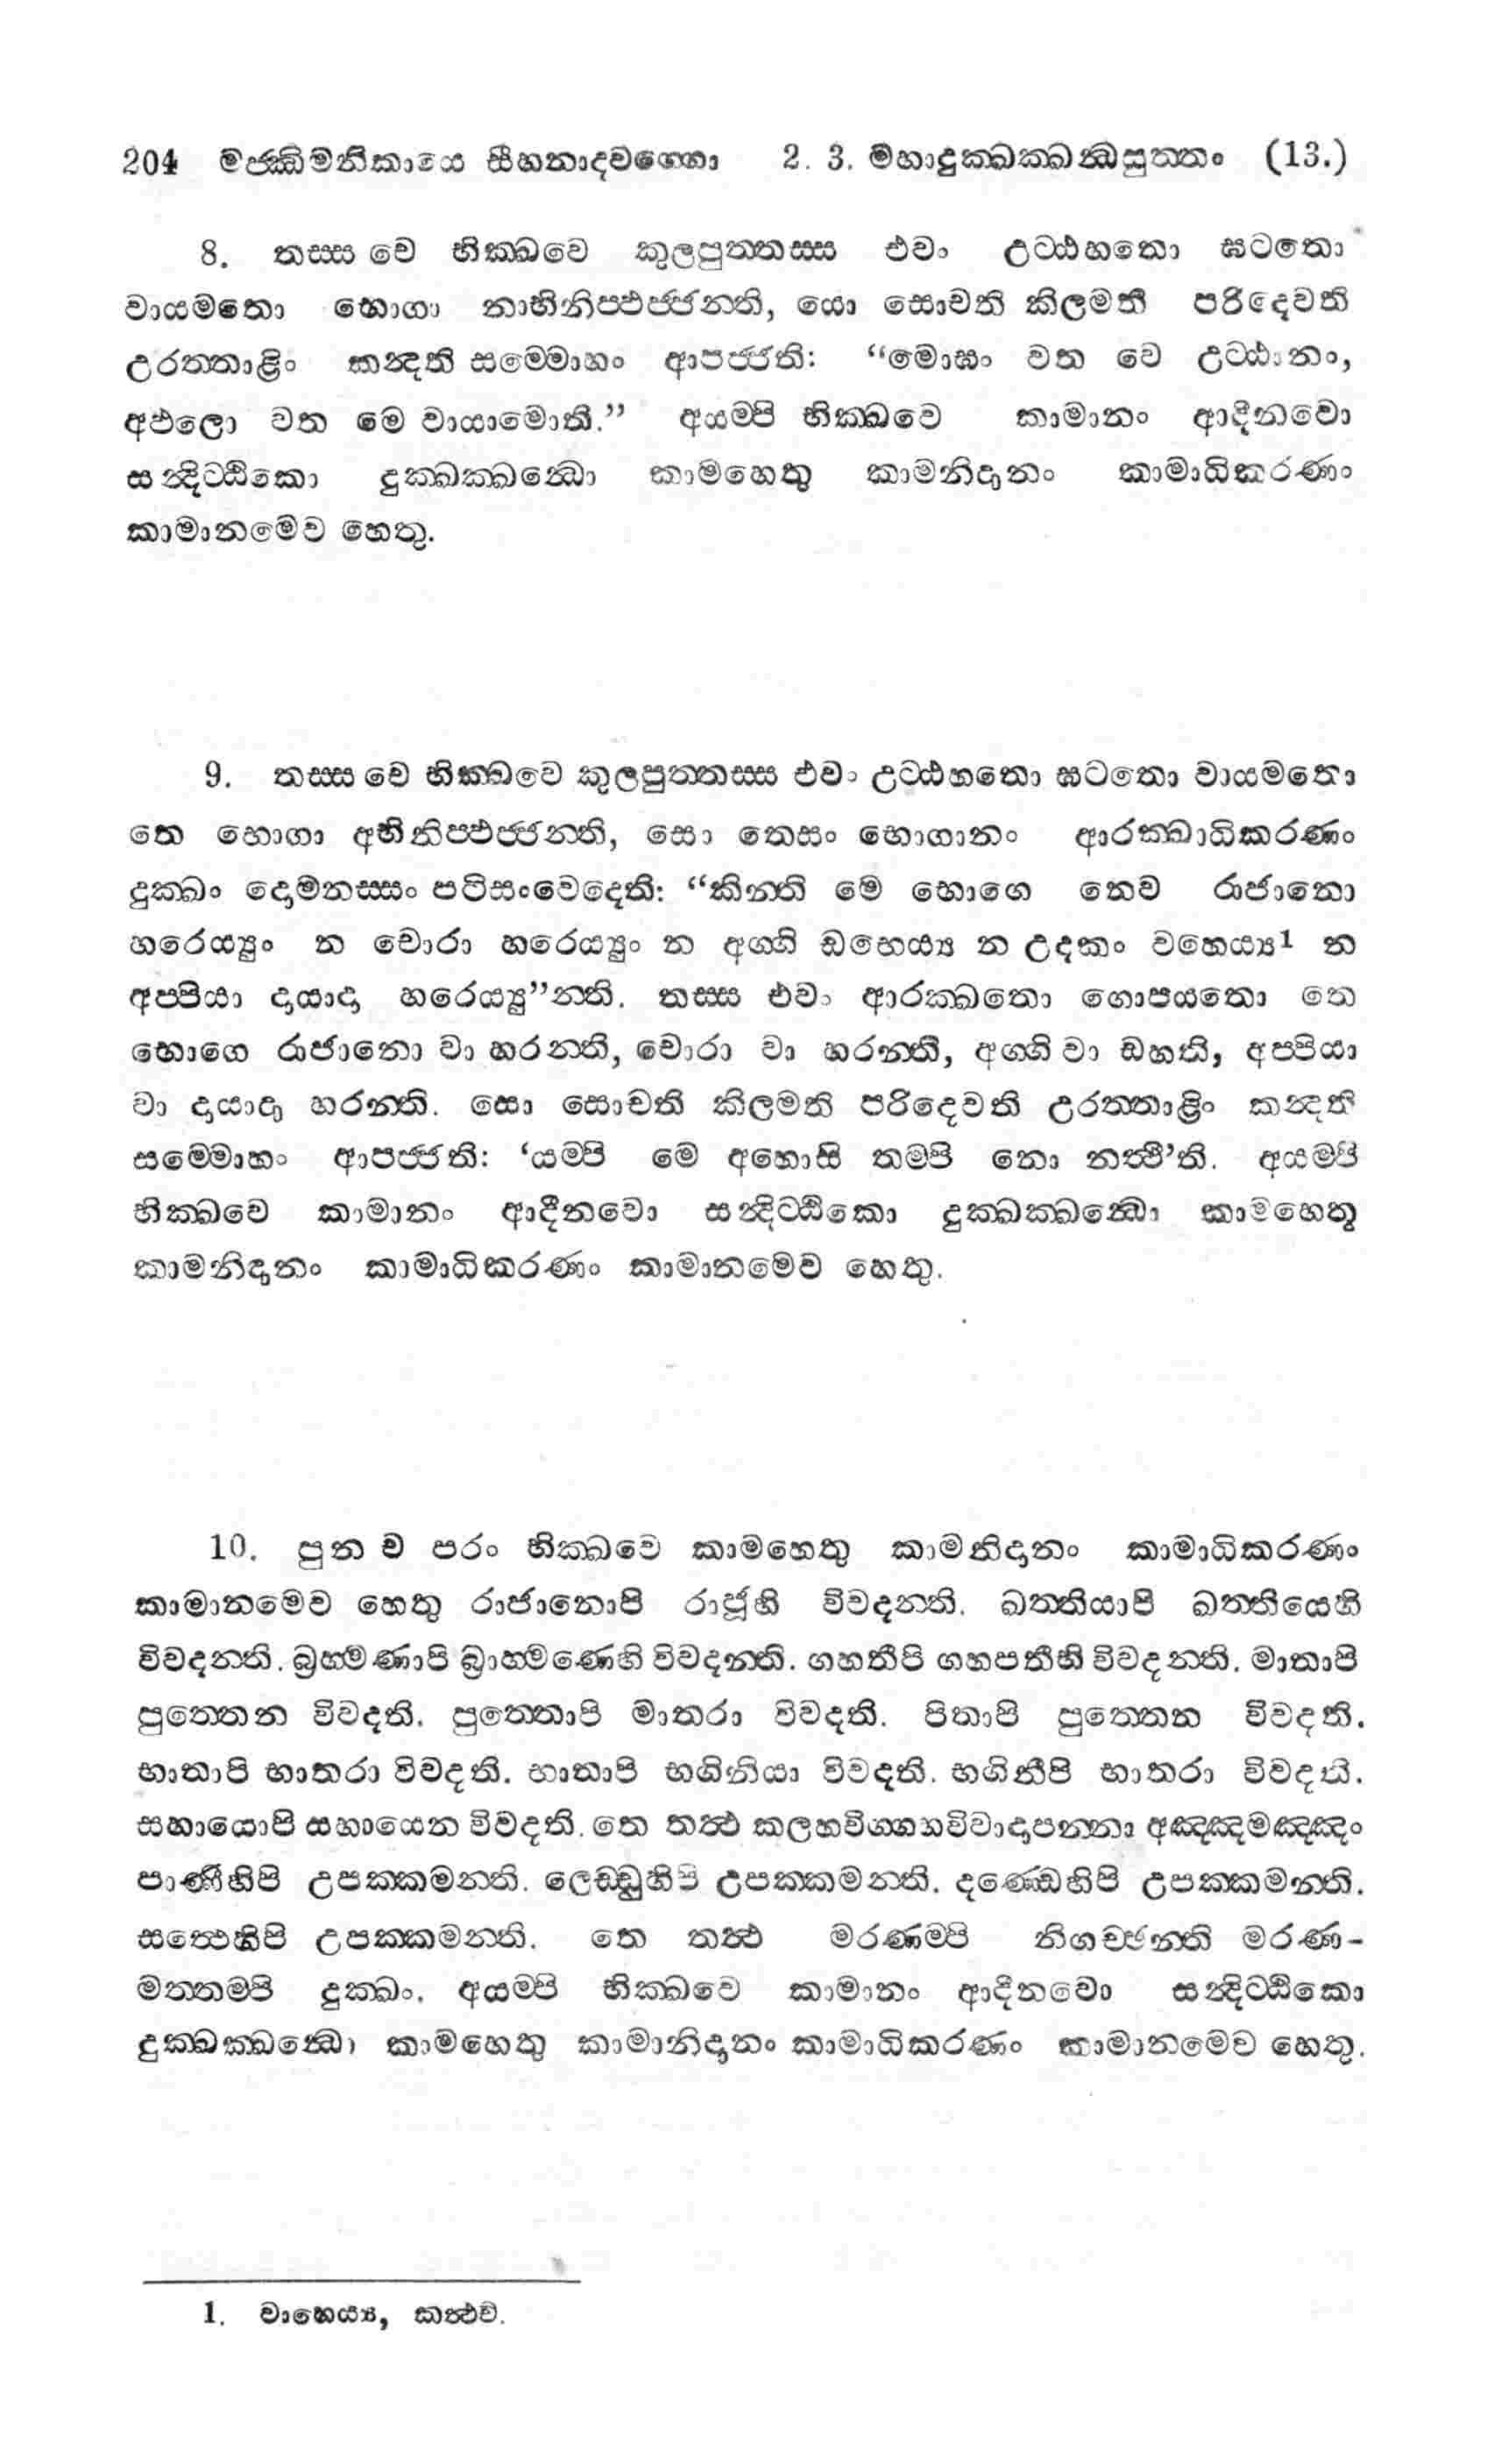 204 මජ්ඣිමනිකායෙ සීහනාදවග්ගො 2. 3. මහාදුක්ඛක්ඛන්ධසුත්තං (13.)
8. තස්ස චෙ භික්ඛවෙ කුලපුත්තස්ස එවං උට්ඨහතො ඝටතො
වායමතො භොගා නාභිනිප්ඵජ්ජන්ති, යො සොචති කිලමති පරිදෙවති
උරත්තාළිං කන්දති සම්මොහං ආපජ්ජති: “මොඝං වත වෙ උට්ඨානං,
අඵලො වත මෙ වායාමොති.” අයම්පි භික්ඛවෙ කාමානං ආදීනවො
සන්දිට්ඨිකො දුක්ඛක්ඛන්ධො කාමහෙතු කාමනිදානං කාමාධිකරණං
කාමානමෙව හෙතු.
9. තස්ස චෙ භික්ඛවෙ කුලපුත්තස්ස එවං උට්ඨහතො ඝටතො වායමතො
තෙ භොගා අභිනිප්ඵජ්ජන්ති, සො තෙසං භොගානං ආරක්ඛාධිකරණං
දුක්ඛං දොමනස්සං පටිසංවෙදෙති: “කින්ති මෙ භොගෙ නෙව රාජානො
හරෙය්‍යුං න චොරා හරෙය්‍යුං න අග්ගි ඩහෙය්‍ය න උදකං වහෙය්‍ය1 න
අප්පියා දායාදා හරෙය්‍යු”න්ති. තස්ස එවං ආරක්ඛතො ගොපයතො තෙ
භොගෙ රාජානො වා හරන්ති, චොරා වා හරන්ති, අග්ගි වා ඩහති, අප්පියා
වා දායාදා හරන්ති. සො සොචති කිලමති පරිදෙවති උරත්තාළිං කන්දති
සම්මොහං ආපජ්ජති: ‘යම්පි මෙ අහොසි තම්පි නො නත්ථී’ති. අයම්පි
භික්ඛවෙ කාමානං ආදීනවො සන්දිට්ඨිකො දුක්ඛක්ඛන්ධො කාමහෙතු
කාමනිදානං කාමාධිකරණං කාමානමෙව හෙතු.
10. පුන ච පරං භික්ඛවෙ කාමහෙතු කාමනිදානං කාමාධිකරණං
කාමානමෙව හෙතු රාජානොපි රාජූහි විවදන්ති. ඛත්තියාපි ඛත්තියෙහි
විවදන්ති. බ්‍රහ්මණාපි බ්‍රාහ්මණෙහි විවදන්ති. ගහතීපි ගහපතීහි විවදන්ති. මාතාපි
පුත්තෙන විවදති. පුත්තොපි මාතරා විවදති. පිතාපි පුත්තෙන විවදති.
භාතාපි භාතරා විවදති. භාතාපි භගිනියා විවදති. භගිනීපි භාතරා විවදති.
සහායොපි සහායෙන විවදති. තෙ තත්ථ කලහවිග්ගහවිවාදාපන්නා අඤ්ඤමඤ්ඤං
පාණීහිපි උපක්කමන්ති. ලෙඩ්ඩුහිපි උපක්කමන්ති. දණ්ඩෙහිපි උපක්කමන්ති.
සත්ථෙහිපි උපක්කමන්ති. තෙ තත්ථ මරණම්පි නිගච්ඡන්ති මරණ-
මත්තම්පි දුක්ඛං. අයම්පි භික්ඛවෙ කාමානං ආදීනවො සන්දිට්ඨිකො
දුක්ඛක්ඛන්ධො කාමහෙතු කාමානිදානං කාමාධිකරණං කාමානමෙව හෙතු.
1. වාහෙය්‍ය, කත්ථචි.